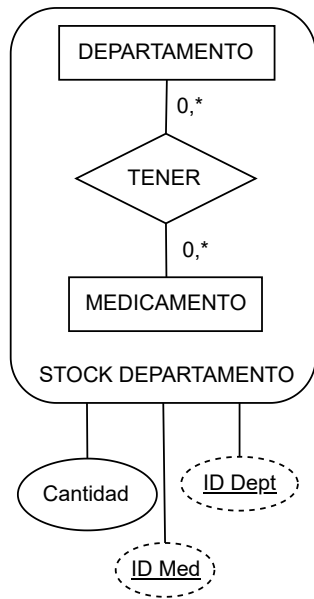 DEPARTAMENTO
0,*
TENER
0,*
MEDICAMENTO
STOCK DEPARTAMENTO
Cantidad
ID Dept
ID Med